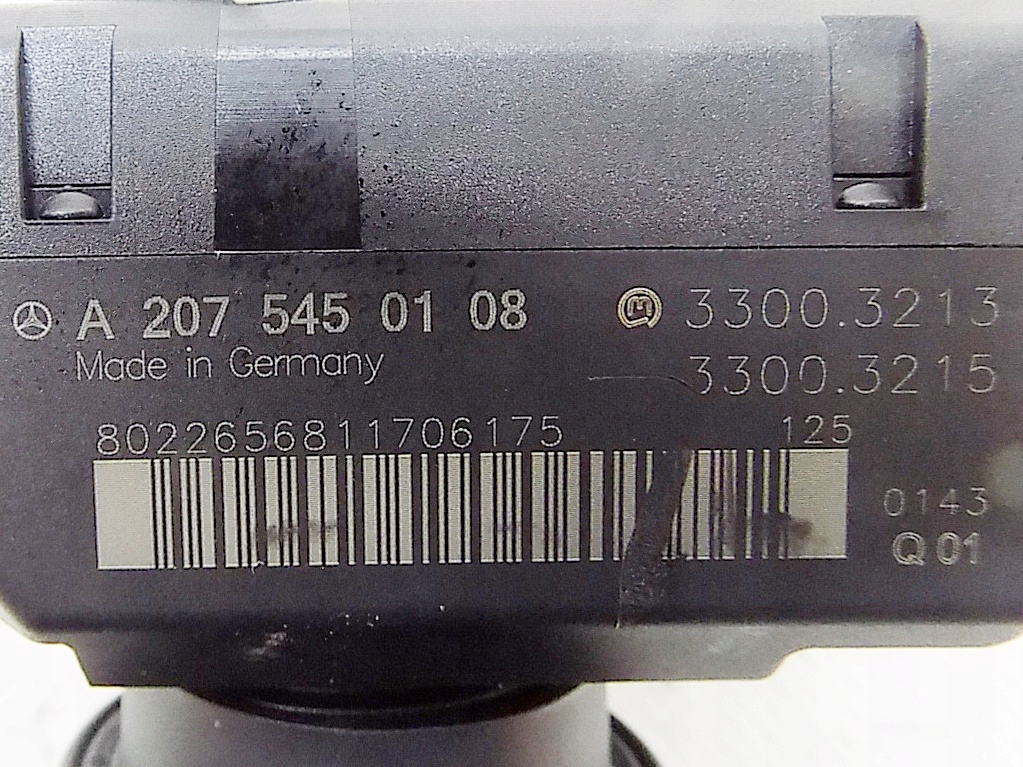 A 207 545 01 08
3300.3213
Made in Germany
3300.3215
8022656811706175
125
0143
Q 01